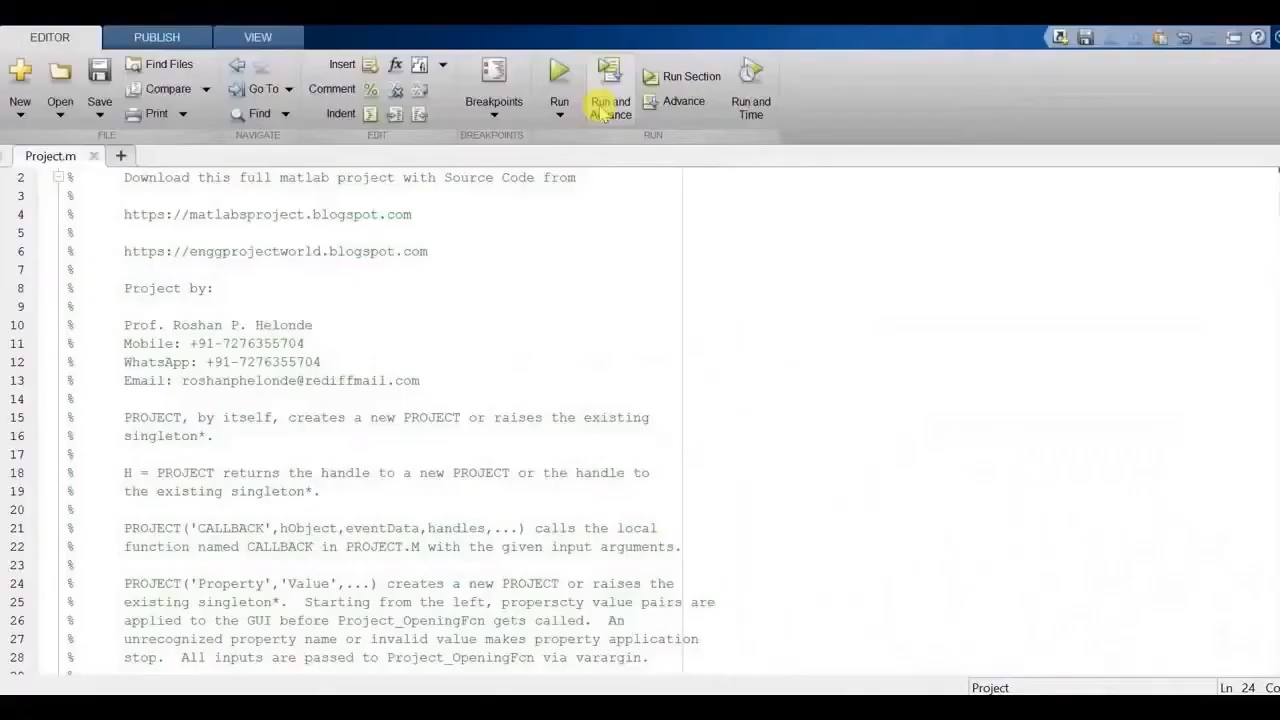 EDITOR PUBLISH VIEW
Find Files Insert fx
New Open Save Compare Go To Comment Breakpoints Run Run and Advance Run Section Advance Run and Time
Print Find Indent
FILE NAVIGATE EDIT BREAKPOINTS RUN
Project.m
2 % Download this full matlab project with Source Code from
3 %
4 % https://matlabsproject.blogspot.com
5 %
6 % https://enggprojectworld.blogspot.com
7 %
8 % Project by:
9 %
10 % Prof. Roshan P. Helonde
11 % Mobile: +91-7276355704
12 % WhatsApp: +91-7276355704
13 % Email: roshanphelonde@rediffmail.com
14 %
15 % PROJECT, by itself, creates a new PROJECT or raises the existing
16 % singleton*.
17 %
18 % H = PROJECT returns the handle to a new PROJECT or the handle to
19 % the existing singleton*.
20 %
21 % PROJECT('CALLBACK',hObject,eventData,handles,...) calls the local
22 % function named CALLBACK in PROJECT.M with the given input arguments.
23 %
24 % PROJECT('Property','Value',...) creates a new PROJECT or raises the
25 % existing singleton*. Starting from the left, properscty value pairs are
26 % applied to the GUI before Project_OpeningFcn gets called. An
27 % unrecognized property name or invalid value makes property application
28 % stop. All inputs are passed to Project_OpeningFcn via varargin.
Project Ln 24 Co